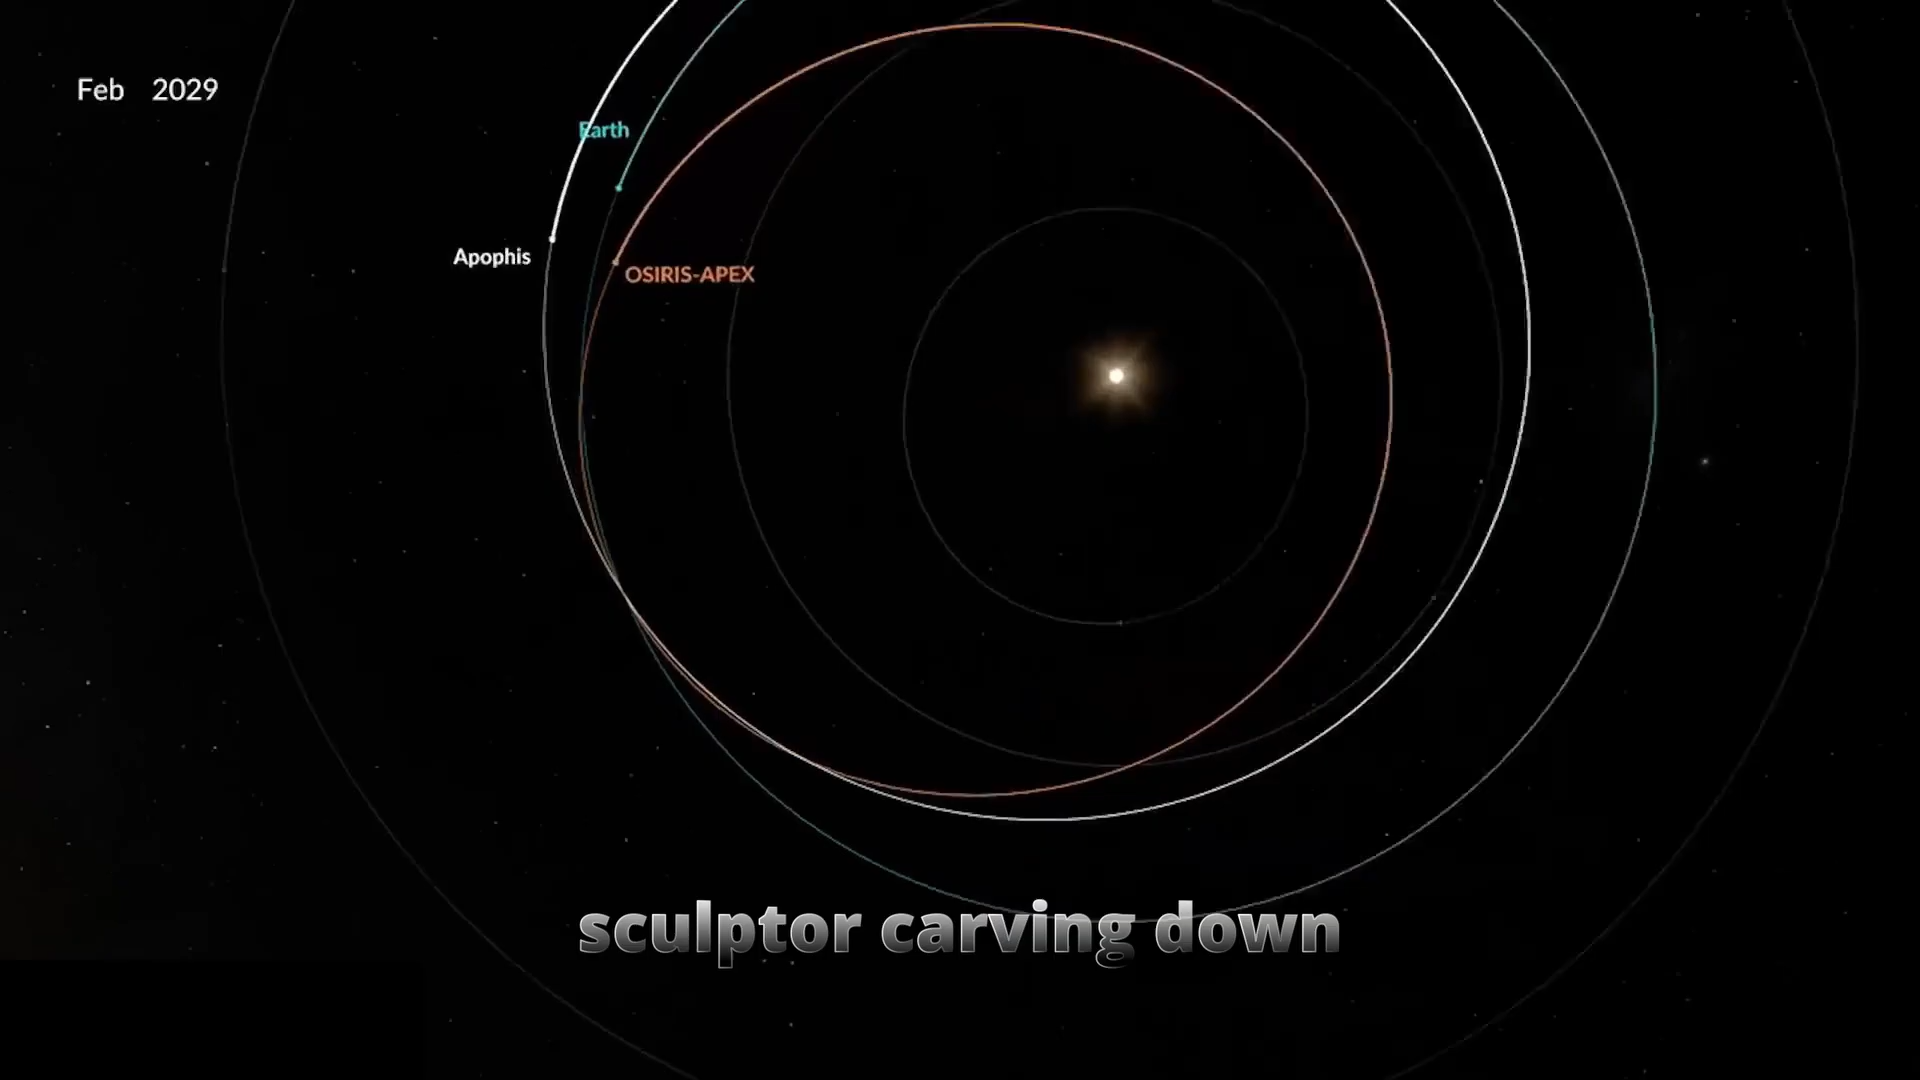 Feb 2029
Earth
Apophis
OSIRIS-APEX
sculptor carving down